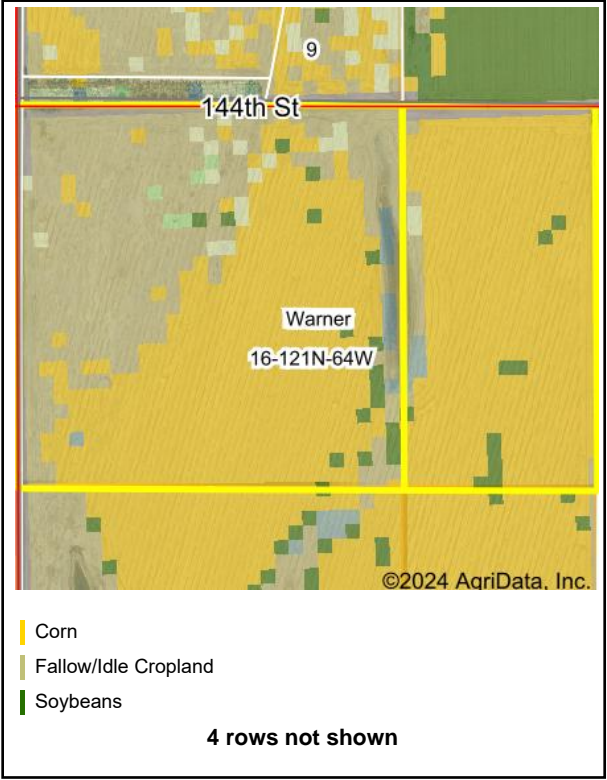 9
144th St
Warner
16-121N-64W
©2024 AgriData, Inc.
Corn
Fallow/Idle Cropland
Soybeans
4 rows not shown